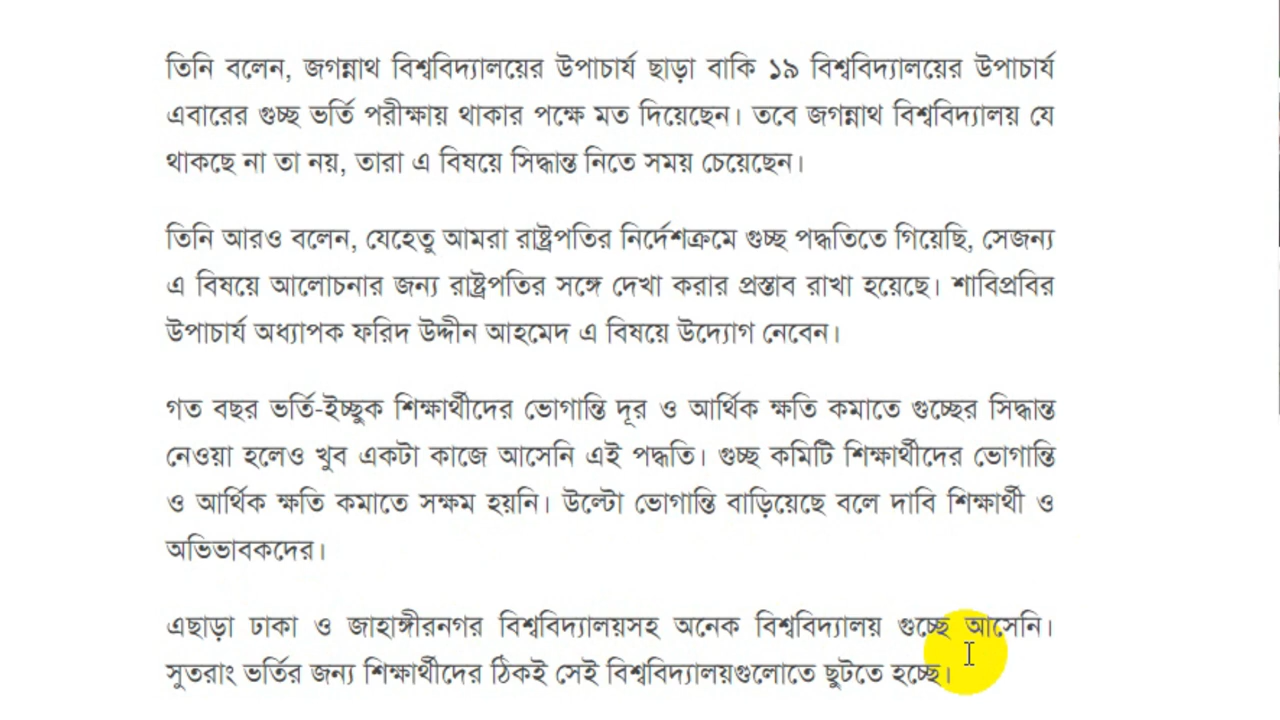 তিনি বলেন, জগন্নাথ বিশ্ববিদ্যালয়ের উপাচার্য ছাড়া বাকি ১৯ বিশ্ববিদ্যালয়ের উপাচার্য
এবারের গুচ্ছ ভর্তি পরীক্ষায় থাকার পক্ষে মত দিয়েছেন। তবে জগন্নাথ বিশ্ববিদ্যালয় যে
থাকছে না তা নয়, তারা এ বিষয়ে সিদ্ধান্ত নিতে সময় চেয়েছেন।
তিনি আরও বলেন, যেহেতু আমরা রাষ্ট্রপতির নির্দেশক্রমে গুচ্ছ পদ্ধতিতে গিয়েছি, সেজন্য
এ বিষয়ে আলোচনার জন্য রাষ্ট্রপতির সঙ্গে দেখা করার প্রস্তাব রাখা হয়েছে। শাবিপ্রবির
উপাচার্য অধ্যাপক ফরিদ উদ্দীন আহমেদ এ বিষয়ে উদ্যোগ নেবেন।
গত বছর ভর্তি-ইচ্ছুক শিক্ষার্থীদের ভোগান্তি দূর ও আর্থিক ক্ষতি কমাতে গুচ্ছের সিদ্ধান্ত
নেওয়া হলেও খুব একটা কাজে আসেনি এই পদ্ধতি। গুচ্ছ কমিটি শিক্ষার্থীদের ভোগান্তি
ও আর্থিক ক্ষতি কমাতে সক্ষম হয়নি। উল্টো ভোগান্তি বাড়িয়েছে বলে দাবি শিক্ষার্থী ও
অভিভাবকদের।
এছাড়া ঢাকা ও জাহাঙ্গীরনগর বিশ্ববিদ্যালয়সহ অনেক বিশ্ববিদ্যালয় গুচ্ছে আসেনি।
সুতরাং ভর্তির জন্য শিক্ষার্থীদের ঠিকই সেই বিশ্ববিদ্যালয়গুলোতে ছুটতে হচ্ছে।